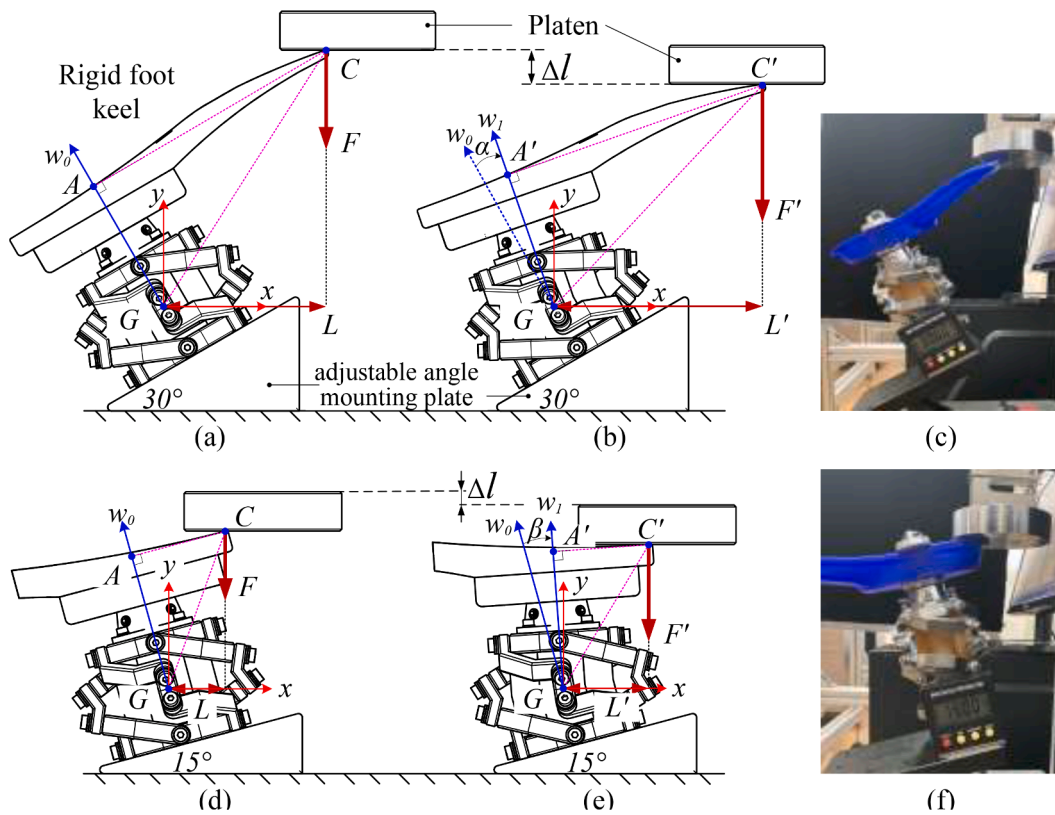 Platen
C
Δl
C'
Rigid foot
keel
F
w₀
w₁
w₀
α
A'
A
y
y
F'
x
x
G
L
G
L'
adjustable angle
mounting plate
30°
30°
(a)
(b)
(c)
Δl
w₀
C
w₁
w₀
β
A'
C'
A
y
F
y
F'
x
x
G
L
G
L'
15°
15°
(d)
(e)
(f)